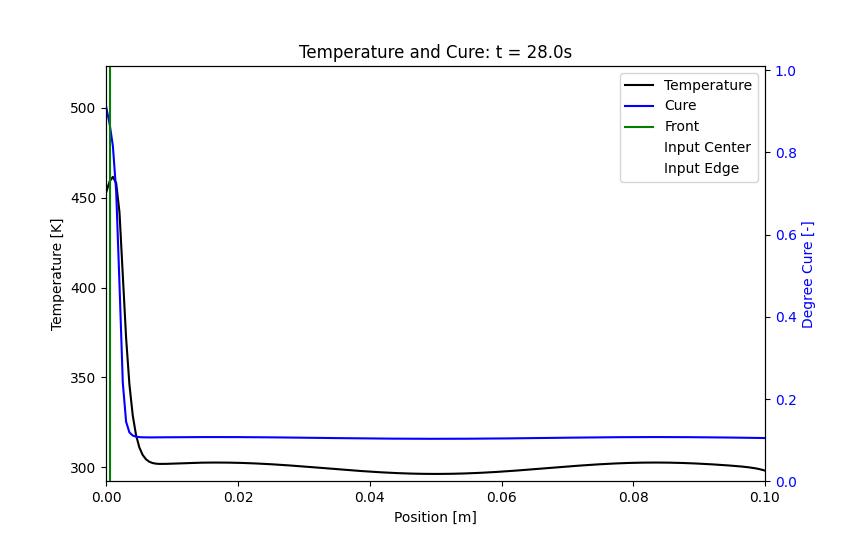 Temperature and Cure: t = 28.0s
Temperature [K]
500
450
400
350
300
Temperature
Cure
Front
Input Center
Input Edge
1.0
0.8
0.6
0.4
0.2
0.0
Degree Cure [-]
0.00
0.02
0.04
0.06
0.08
0.10
Position [m]